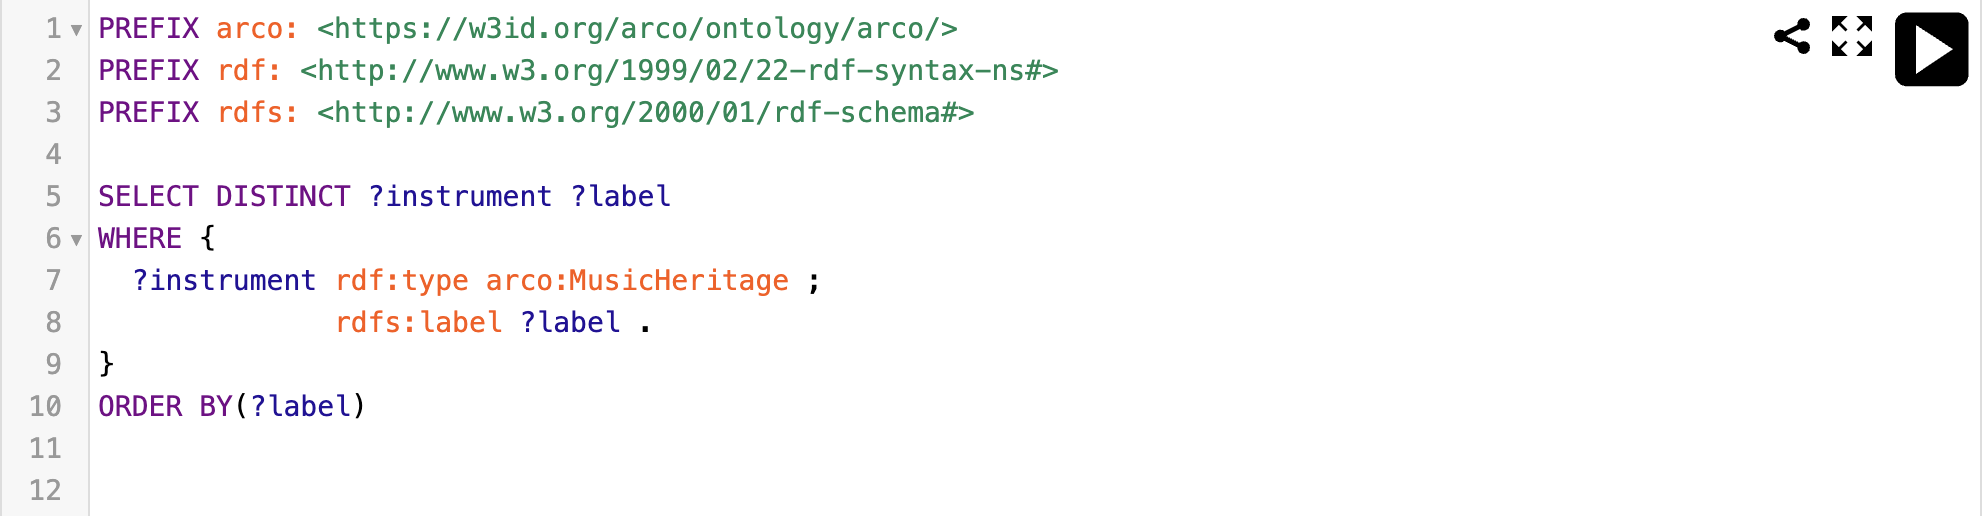 1 PREFIX arco: <https://w3id.org/arco/ontology/arco/>
2 PREFIX rdf: <http://www.w3.org/1999/02/22-rdf-syntax-ns#>
3 PREFIX rdfs: <http://www.w3.org/2000/01/rdf-schema#>
4
5 SELECT DISTINCT ?instrument ?label
6 WHERE {
7   ?instrument rdf:type arco:MusicHeritage ;
8               rdfs:label ?label .
9 }
10 ORDER BY(?label)
11
12